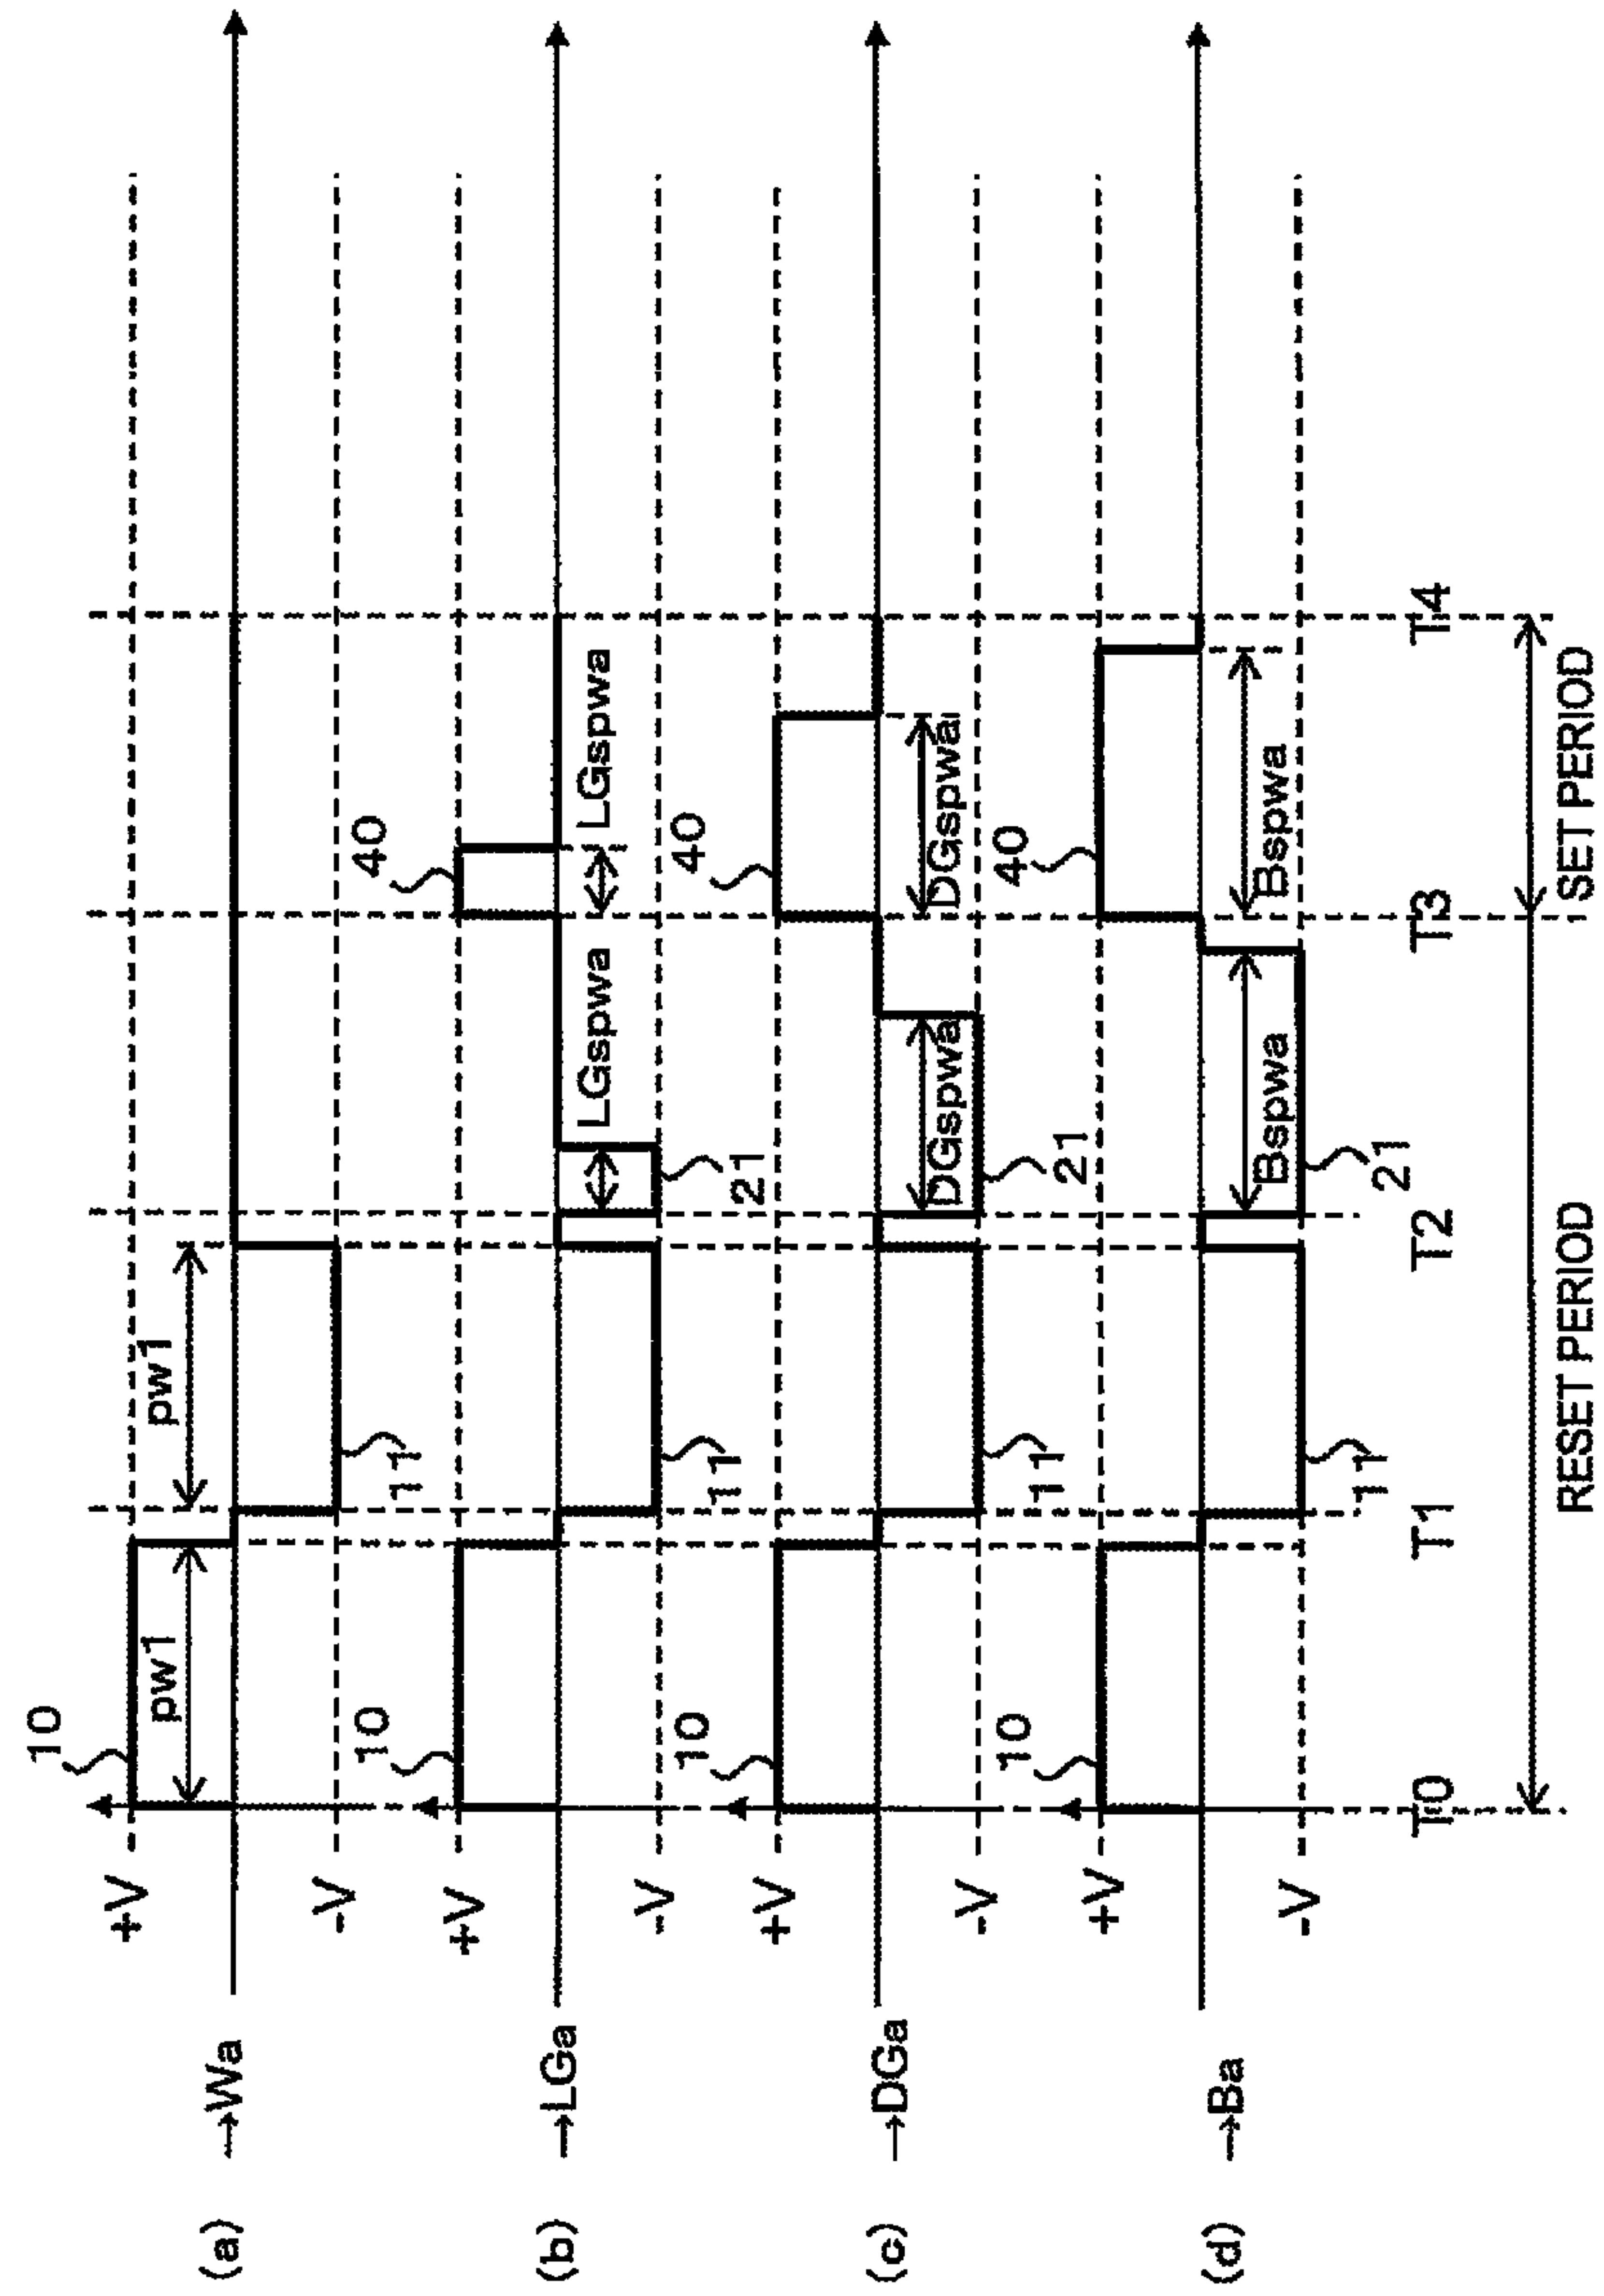 (a) →Wa
+V
-V
10
pw1
pw1
11
(b) →LGa
+V
-V
10
11
21
LGspwa
40
LGspwa
(c) →DGa
+V
-V
10
11
21
DGspwa
40
DGspwa
(d) →Ba
+V
-V
10
11
21
Bspwa
40
Bspwa
T0
T1
T2
T3
T4
RESET PERIOD
SET PERIOD